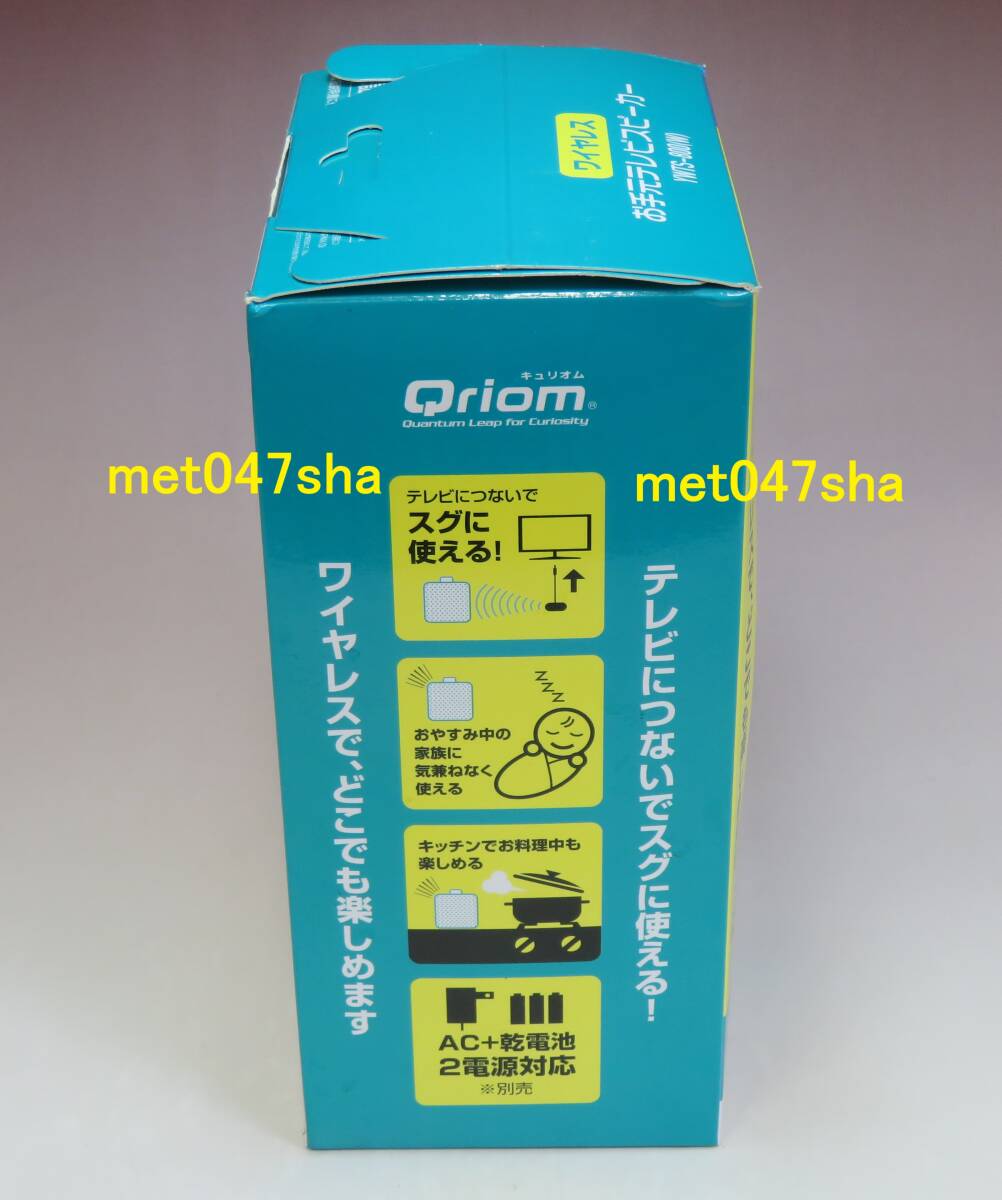 ワイヤレス
お手元テレビスピーカー
YWTS-800(W)
キュリオム
Qriom®
Quantum Leap for Curiosity
met047sha
met047sha
テレビにつないでスグに使える!
ワイヤレスで、どこでも楽しめます
テレビにつないで
スグに
使える!
zzz
おやすみ中の
家族に
気兼ねなく
使える
キッチンでお料理中も
楽しめる
AC+乾電池
2電源対応
※別売